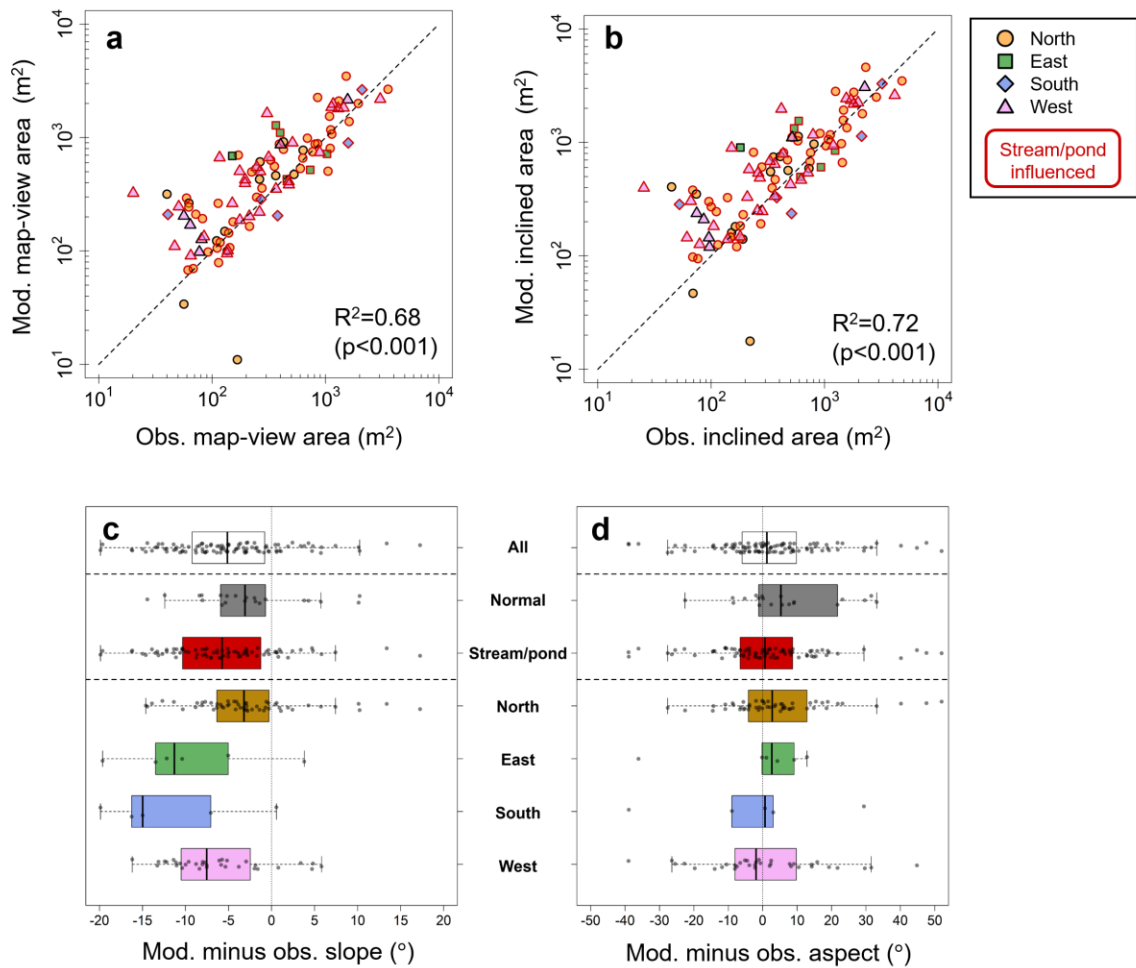 a
Mod. map-view area (m²)
10⁴
10³
10²
10¹
R²=0.68
(p<0.001)
10¹ 10² 10³ 10⁴
Obs. map-view area (m²)
b
Mod. inclined area (m²)
10⁴
10³
10²
10¹
R²=0.72
(p<0.001)
10¹ 10² 10³ 10⁴
Obs. inclined area (m²)
North
East
South
West
Stream/pond
influenced
c
d
All
Normal
Stream/pond
North
East
South
West
-20 -15 -10 -5 0 5 10 15 20
Mod. minus obs. slope (°)
-50 -40 -30 -20 -10 0 10 20 30 40 50
Mod. minus obs. aspect (°)